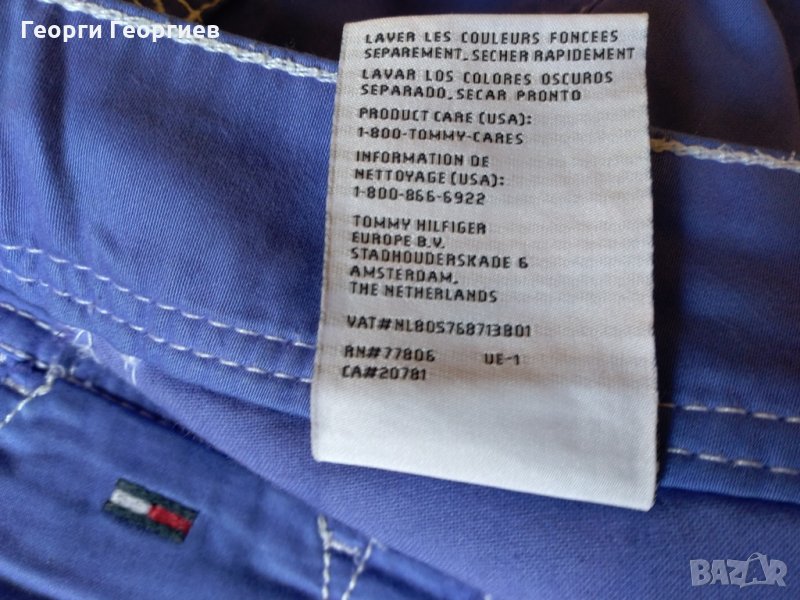 Георги Георгиев
LAVER LES COULEURS FONCEES
SEPAREMENT, SECHER RAPIDEMENT
LAVAR LOS COLORES OSCUROS
SEPARADO, SECAR PRONTO
PRODUCT CARE (USA):
1-800-TOMMY-CARES
INFORMATION DE
NETTOYAGE (USA):
1-800-866-6922
TOMMY HILFIGER
EUROPE B.V.
STADHOUDERSKADE 6
AMSTERDAM,
THE NETHERLANDS
VAT#NL805768713B01
RN#77806 UE-1
CA#20781
BAZAR